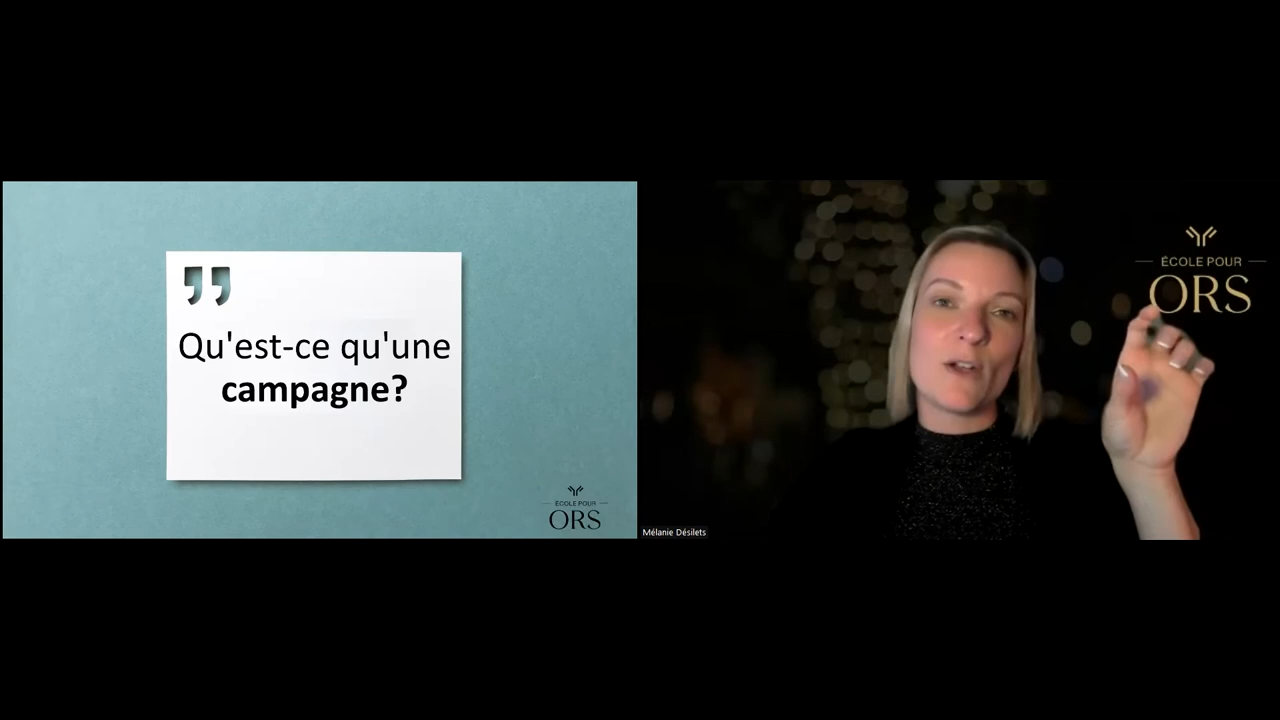 Qu'est-ce qu'une
campagne?
ÉCOLE POUR
ORS
ÉCOLE POUR
ORS
Mélanie Désilets